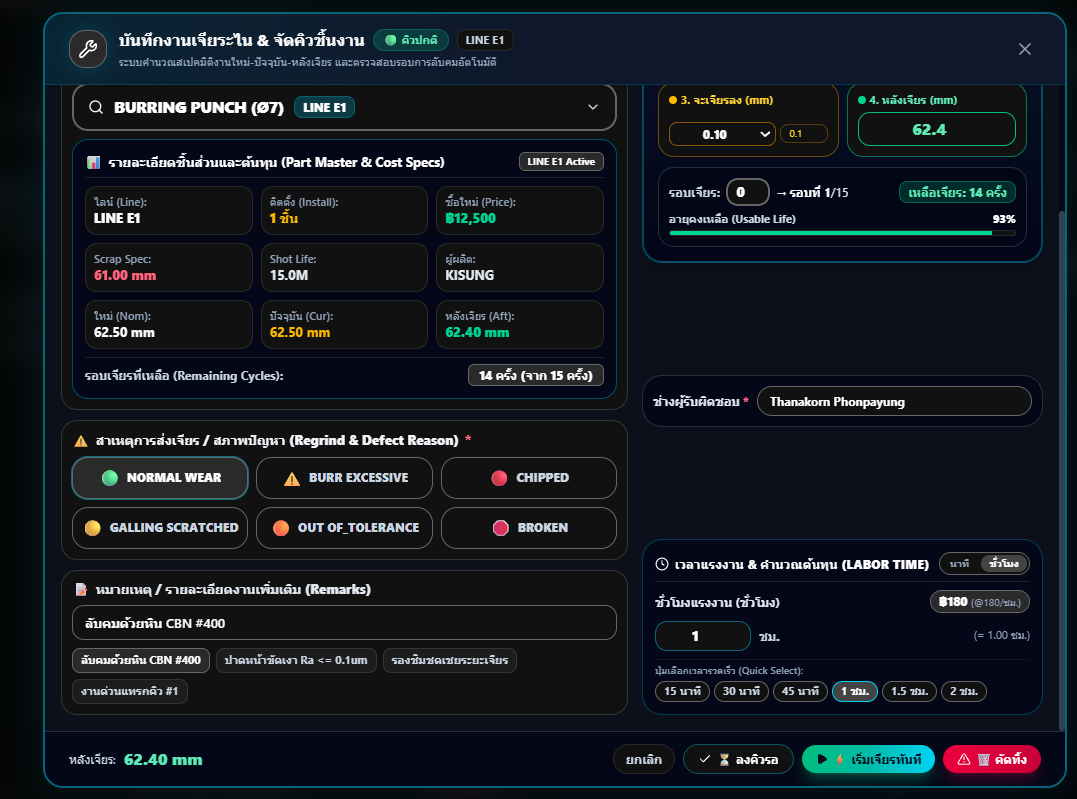 บันทึกงานเจียระไน & จัดคิวชิ้นงาน คิวปกติ LINE E1
ระบบคำนวณสเปคมิติงานใหม่-ปัจจุบัน-หลังเจียร และตรวจสอบรอบการลับคมอัตโนมัติ
BURRING PUNCH (Ø7) LINE E1
รายละเอียดชิ้นส่วนและต้นทุน (Part Master & Cost Specs) LINE E1 Active
ไลน์ (Line):
LINE E1
ติดตั้ง (Install):
1 ชิ้น
ซื้อใหม่ (Price):
฿12,500
Scrap Spec:
61.00 mm
Shot Life:
15.0M
ผู้ผลิต:
KISUNG
ใหม่ (Nom):
62.50 mm
ปัจจุบัน (Cur):
62.50 mm
หลังเจียร (Aft):
62.40 mm
รอบเจียรที่เหลือ (Remaining Cycles): 14 ครั้ง (จาก 15 ครั้ง)
สาเหตุการส่งเจียร / สภาพปัญหา (Regrind & Defect Reason) *
NORMAL WEAR BURR EXCESSIVE CHIPPED
GALLING SCRATCHED OUT OF_TOLERANCE BROKEN
หมายเหตุ / รายละเอียดงานเพิ่มเติม (Remarks)
ลับคมด้วยหิน CBN #400
ลับคมด้วยหิน CBN #400 ปาดหน้าขัดเงา Ra <= 0.1um รองชิมชดเชยระยะเจียร
งานด่วนแทรกคิว #1
3. จะเจียรลง (mm)
0.10 0.1
4. หลังเจียร (mm)
62.4
รอบเจียร: 0 → รอบที่ 1/15 เหลือเจียร: 14 ครั้ง
อายุคงเหลือ (Usable Life) 93%
ช่างผู้รับผิดชอบ * Thanakorn Phonpayung
เวลาแรงงาน & คำนวณต้นทุน (LABOR TIME) นาที ชั่วโมง
ชั่วโมงแรงงาน (ชั่วโมง) ฿180 (@180/ชม.)
1 ชม. (= 1.00 ชม.)
ปุ่มเลือกเวลารวดเร็ว (Quick Select):
15 นาที 30 นาที 45 นาที 1 ชม. 1.5 ชม. 2 ชม.
หลังเจียร: 62.40 mm ยกเลิก ลงคิวรอ เริ่มเจียรทันที คัดทิ้ง